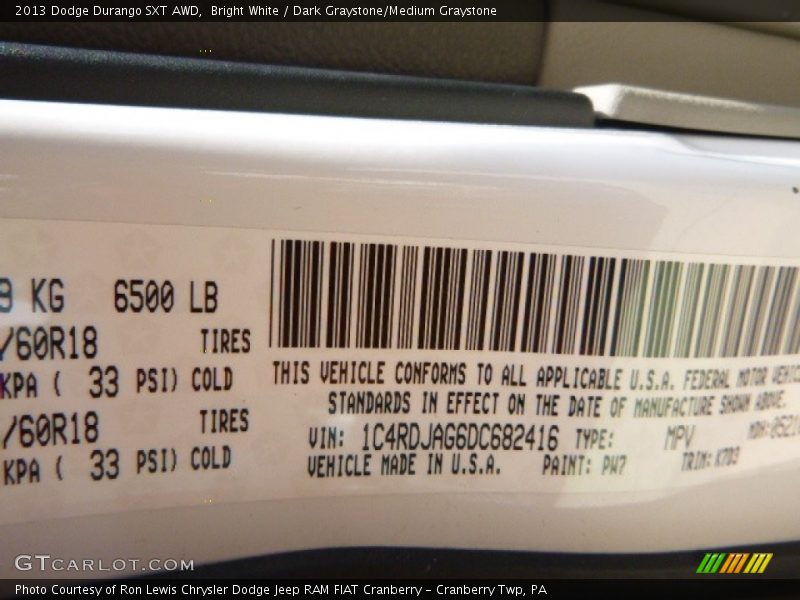 2013 Dodge Durango SXT AWD,  Bright White / Dark Graystone/Medium Graystone
KG 6500 LB
/60R18 TIRES
KPA ( 33 PSI) COLD
/60R18 TIRES
KPA ( 33 PSI) COLD
THIS VEHICLE CONFORMS TO ALL APPLICABLE U.S.A. FEDERAL MOTOR
STANDARDS IN EFFECT ON THE DATE OF MANUFACTURE SHOWN ABOVE.
VIN: 1C4RDJAG6DC682416 TYPE: MPV MDH:
VEHICLE MADE IN U.S.A. PAINT: PW7 TRIM:
GTCARLOT.COM
Photo Courtesy of Ron Lewis Chrysler Dodge Jeep RAM FIAT Cranberry – Cranberry Twp, PA